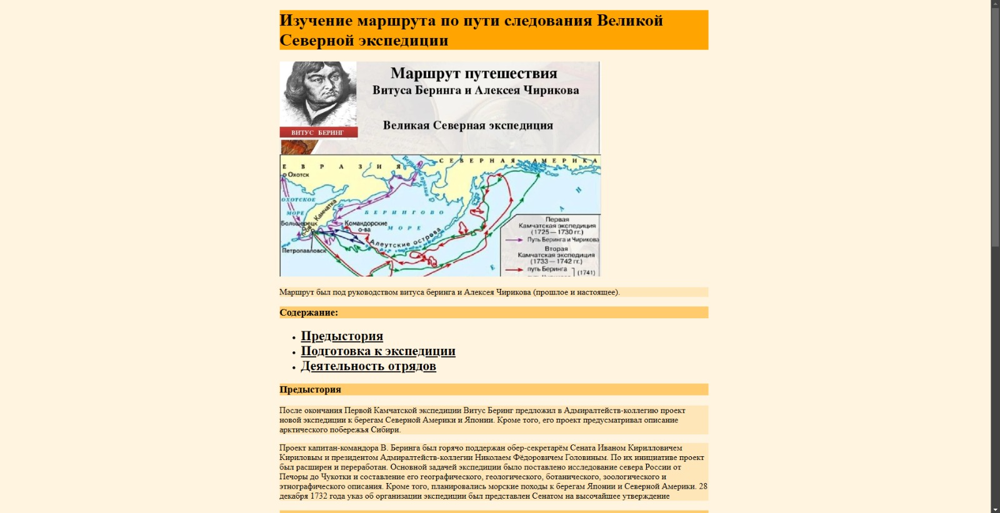 Изучение маршрута по пути следования Великой
Северной экспедиции
Маршрут путешествия
Витуса Беринга и Алексея Чирикова
Великая Северная экспедиция
ВИТУС БЕРИНГ
ЕВРАЗИЯ
СЕВЕРНАЯ АМЕРИКА
Охотск
ОХОТСКОЕ
МОРЕ
Камчатка
БЕРИНГОВО
МОРЕ
Большерецк
Командорские
о-ва
Алеутские острова
Петропавловск
Первая
Камчатская экспедиция
(1725 — 1730 гг.)
Путь Беринга и Чирикова
Вторая
Камчатская экспедиция
(1733 — 1742 гг.)
путь Беринга
(1741)
Маршрут был под руководством витуса беринга и Алексея Чирикова (прошлое и настоящее).
Содержание:
Предыстория
Подготовка к экспедиции
Деятельность отрядов
Предыстория
После окончания Первой Камчатской экспедиции Витус Беринг предложил в Адмиралтейств-коллегию проект
новой экспедиции к берегам Северной Америки и Японии. Кроме того, его проект предусматривал описание
арктического побережья Сибири.
Проект капитан-командора В. Беринга был горячо поддержан обер-секретарём Сената Иваном Кирилловичем
Кириловым и президентом Адмиралтейств-коллегии Николаем Фёдоровичем Головиным. По их инициативе проект
был расширен и переработан. Основной задачей экспедиции было поставлено исследование севера России от
Печоры до Чукотки и составление его географического, геологического, ботанического, зоологического и
этнографического описания. Кроме того, планировались морские походы к берегам Японии и Северной Америки. 28
декабря 1732 года указ об организации экспедиции был представлен Сенатом на высочайшее утверждение